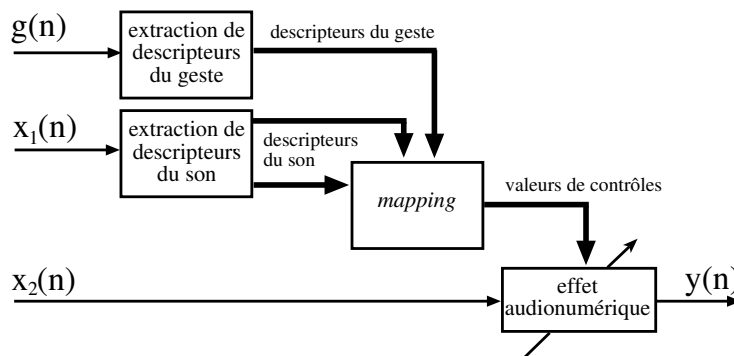 g(n)
extraction de
descripteurs
du geste
descripteurs du geste
x₁(n)
extraction de
descripteurs
du son
descripteurs
du son
mapping
valeurs de contrôles
x₂(n)
effet
audionumérique
y(n)